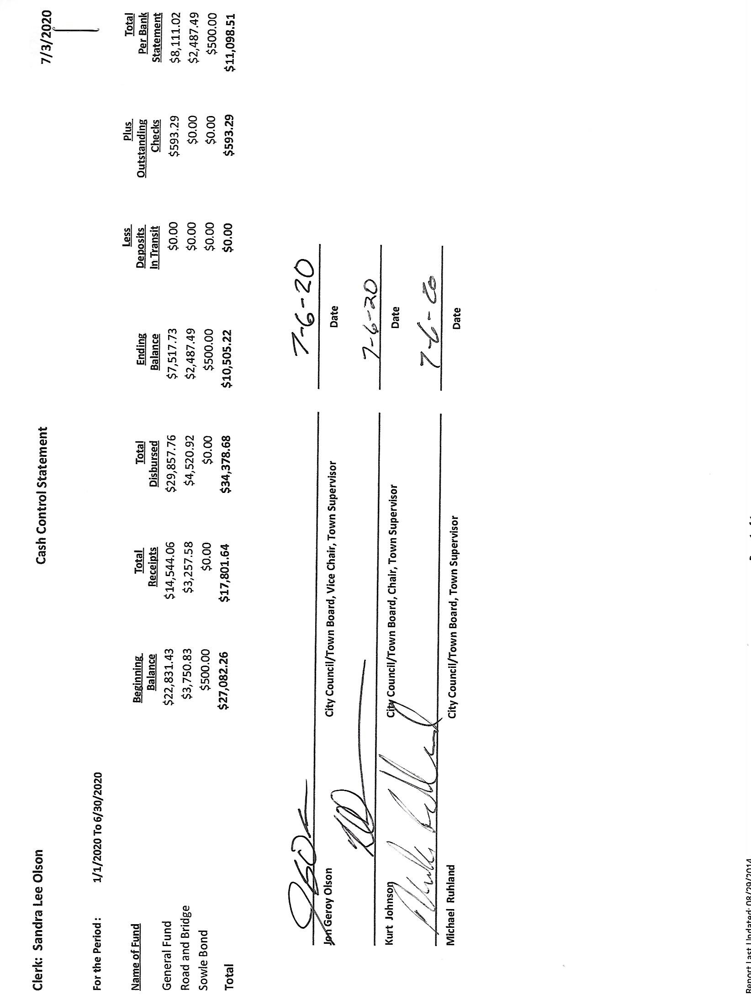 Clerk: Sandra Lee Olson Cash Control Statement 7/3/2020
For the Period : 1/1/2020 To 6/30/2020
Name of Fund Beginning Balance Total Receipts Total Disbursed Ending Balance Less Deposits In Transit Plus Outstanding Checks Total Per Bank Statement
General Fund $22,831.43 $14,544.06 $29,857.76 $7,517.73 $0.00 $593.29 $8,111.02
Road and Bridge $3,750.83 $3,257.58 $4,520.92 $2,487.49 $0.00 $0.00 $2,487.49
Sowle Bond $500.00 $0.00 $0.00 $500.00 $0.00 $0.00 $500.00
Total $27,082.26 $17,801.64 $34,378.68 $10,505.22 $0.00 $593.29 $11,098.51
7-6-20
Jon Geroy Olson City Council/Town Board, Vice Chair, Town Supervisor Date
7-6-20
Kurt Johnson City Council/Town Board, Chair, Town Supervisor Date
7-6-20
Michael Ruhland City Council/Town Board, Town Supervisor Date
Report Last Updated: 08/29/2014